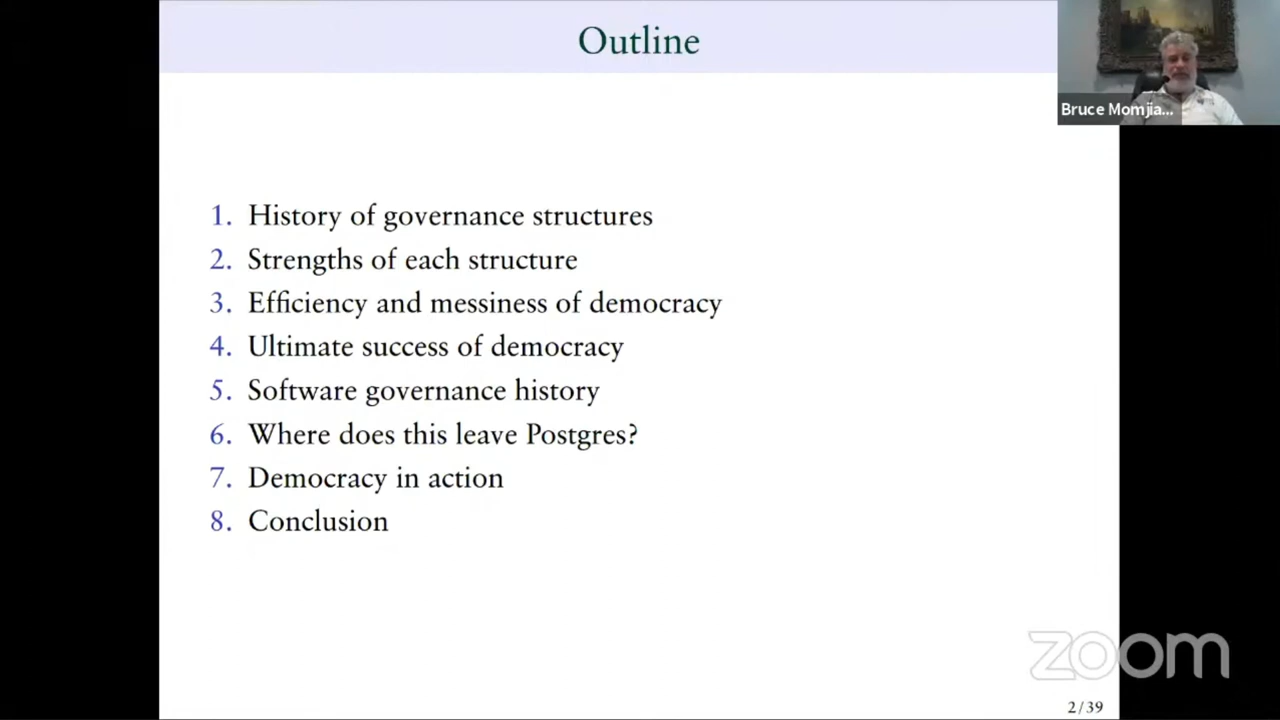 Outline
Bruce Momjia...
1. History of governance structures
2. Strengths of each structure
3. Efficiency and messiness of democracy
4. Ultimate success of democracy
5. Software governance history
6. Where does this leave Postgres?
7. Democracy in action
8. Conclusion
zoom
2/39